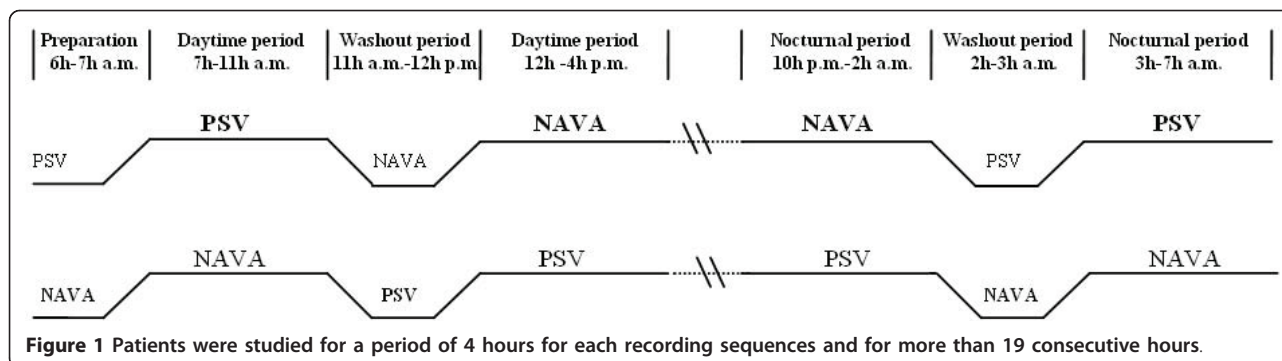 Preparation Daytime period Washout period Daytime period Nocturnal period Washout period Nocturnal period
6h-7h a.m. 7h-11h a.m. 11h a.m.-12h p.m. 12h -4h p.m. 10h p.m.-2h a.m. 2h-3h a.m. 3h-7h a.m.
PSV NAVA NAVA PSV
PSV NAVA PSV
NAVA PSV PSV NAVA
NAVA PSV NAVA
Figure 1 Patients were studied for a period of 4 hours for each recording sequences and for more than 19 consecutive hours.